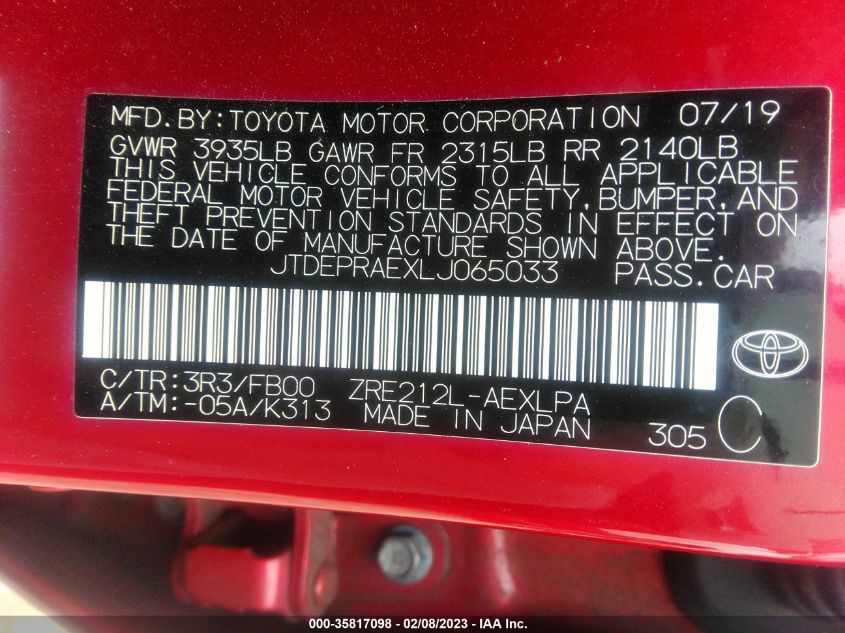 MFD.BY:TOYOTA MOTOR CORPORATION 07/19
GVWR 3935LB GAWR FR 2315LB RR 2140LB
THIS VEHICLE CONFORMS TO ALL APPLICABLE
FEDERAL MOTOR VEHICLE SAFETY,BUMPER,AND
THEFT PREVENTION STANDARDS IN EFFECT ON
THE DATE OF MANUFACTURE SHOWN ABOVE.
JTDEPRAEXLJ065033 PASS.CAR
C/TR:3R3/FB00 ZRE212L-AEXLPA
A/TM:-05A/K313 MADE IN JAPAN 305 C
000-35817098 — 02/08/2023 — IAA Inc.